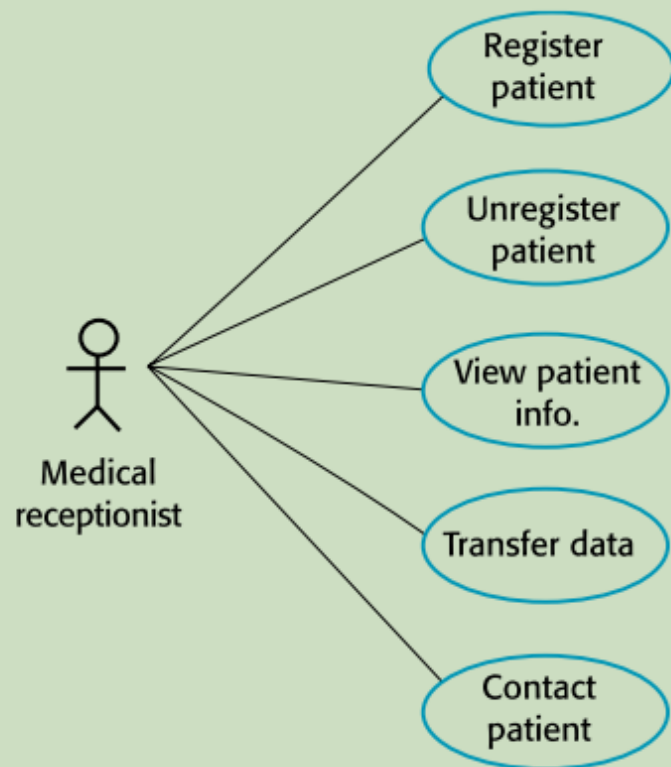 Register
patient
Unregister
patient
View patient
info.
Medical
receptionist
Transfer data
Contact
patient